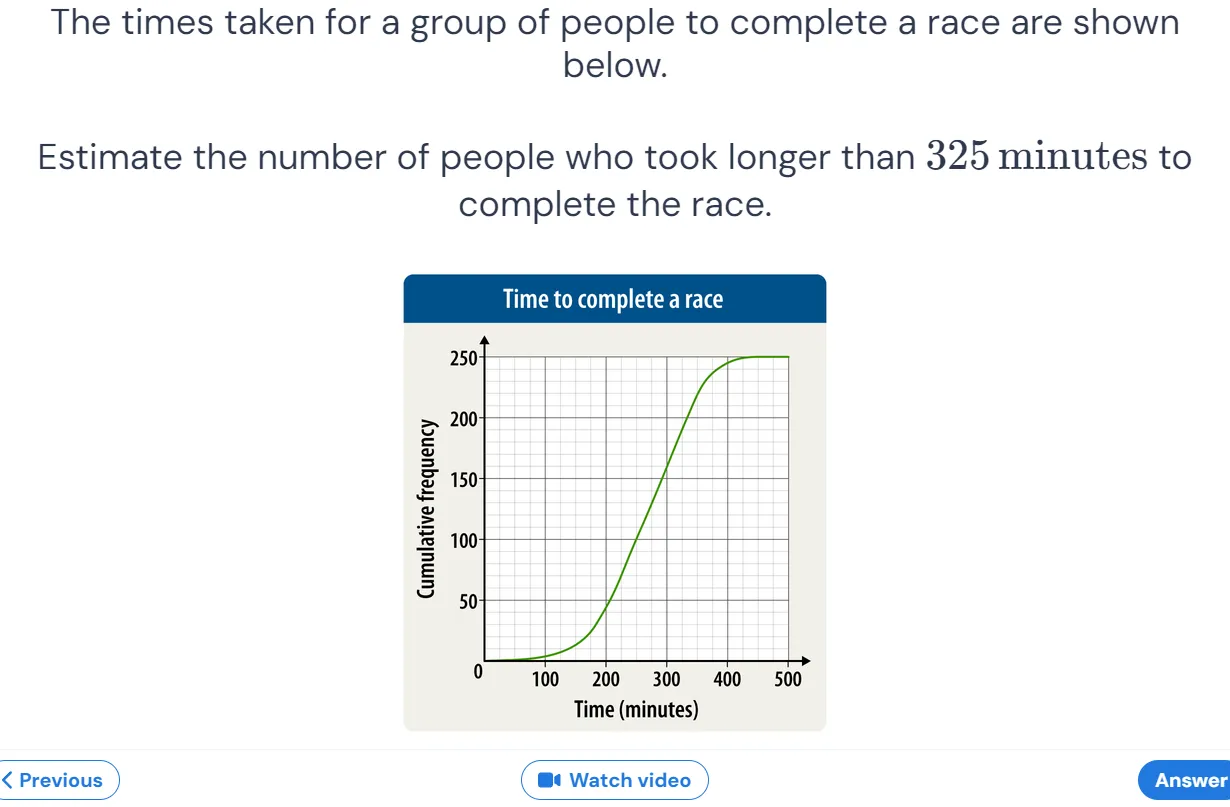 The times taken for a group of people to complete a race are shown
below.
Estimate the number of people who took longer than 325 minutes to
complete the race.
Time to complete a race
250
200
150
100
50
0
100 200 300 400 500
Cumulative frequency
Time (minutes)
Previous
Watch video
Answer